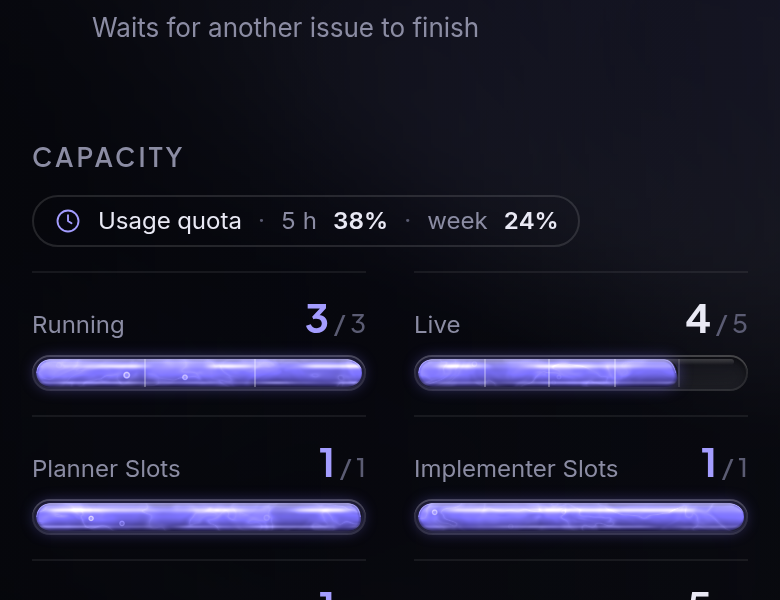 Waits for another issue to finish
CAPACITY
Usage quota · 5 h 38% · week 24%
Running 3/3
Live 4/5
Planner Slots 1/1
Implementer Slots 1/1